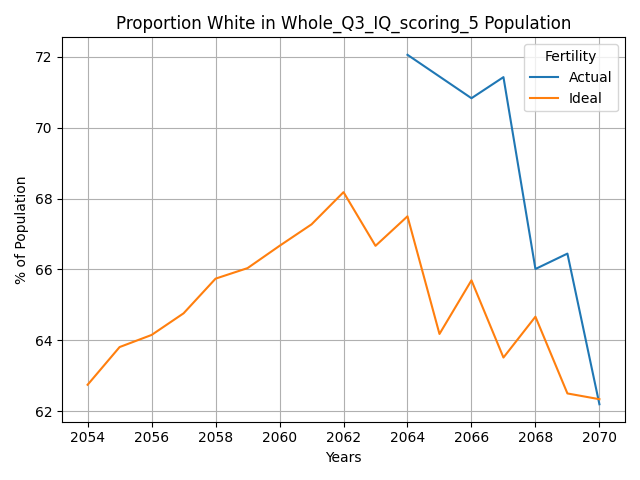 Proportion White in Whole_Q3_IQ_scoring_5 Population
Fertility
Actual
Ideal
72
70
68
66
64
62
% of Population
2054 2056 2058 2060 2062 2064 2066 2068 2070
Years